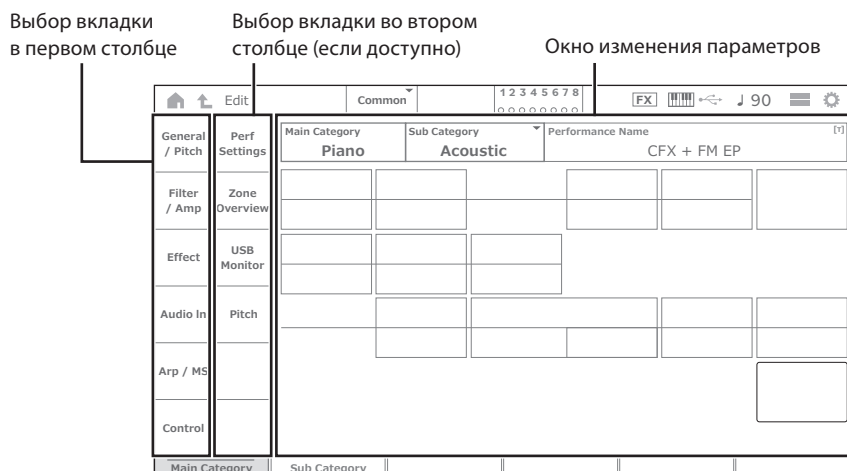 Выбор вкладки
в первом столбце
Выбор вкладки во втором
столбце (если доступно)
Окно изменения параметров
Edit
Common
1 2 3 4 5 6 7 8
FX
90
General
/ Pitch
Filter
/ Amp
Effect
Audio In
Arp / MS
Control
Perf
Settings
Zone
Overview
USB
Monitor
Pitch
Main Category
Piano
Sub Category
Acoustic
Performance Name
[T]
CFX + FM EP
Main Category
Sub Category